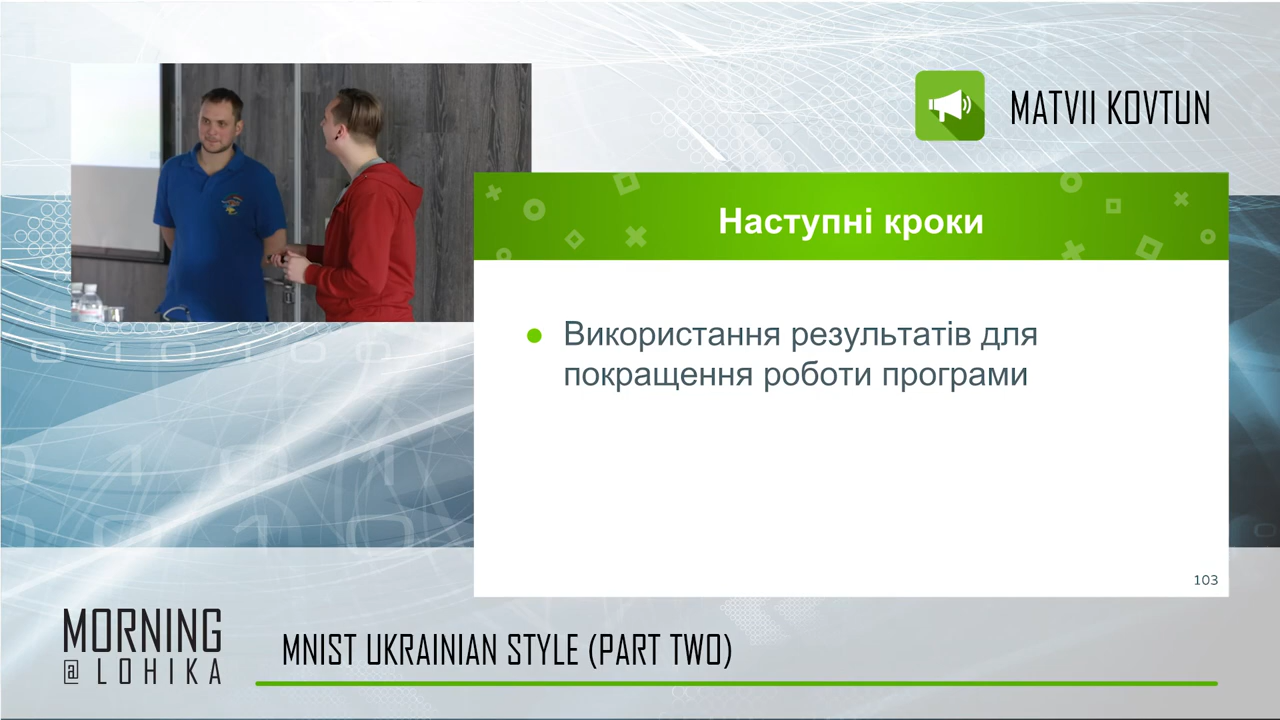 MATVII KOVTUN
Наступні кроки
Використання результатів для
покращення роботи програми
103
MORNING
@ LOHIKA
MNIST UKRAINIAN STYLE (PART TWO)